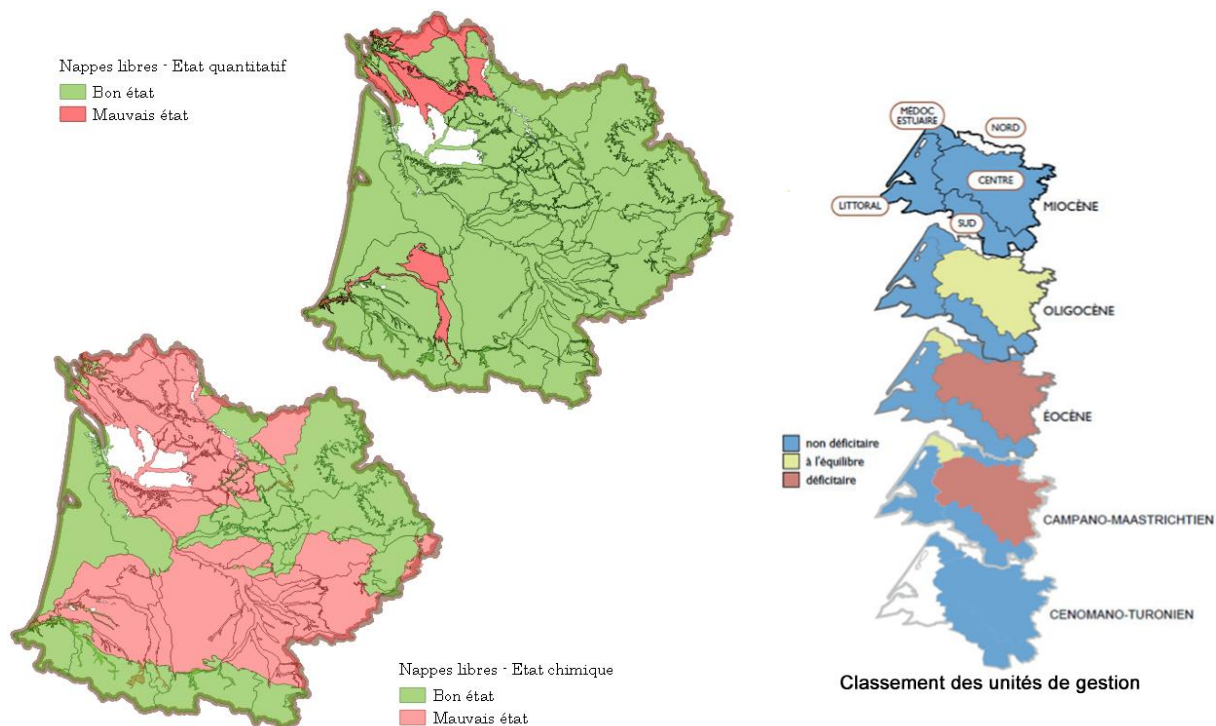 Nappes libres - Etat quantitatif
Bon état
Mauvais état
MÉDOC
ESTUAIRE
NORD
CENTRE
LITTORAL
MIOCÈNE
SUD
OLIGOCÈNE
ÉOCÈNE
non déficitaire
à l'équilibre
déficitaire
CAMPANO-MAASTRICHTIEN
CENOMANO-TURONIEN
Nappes libres - Etat chimique
Bon état
Mauvais état
Classement des unités de gestion